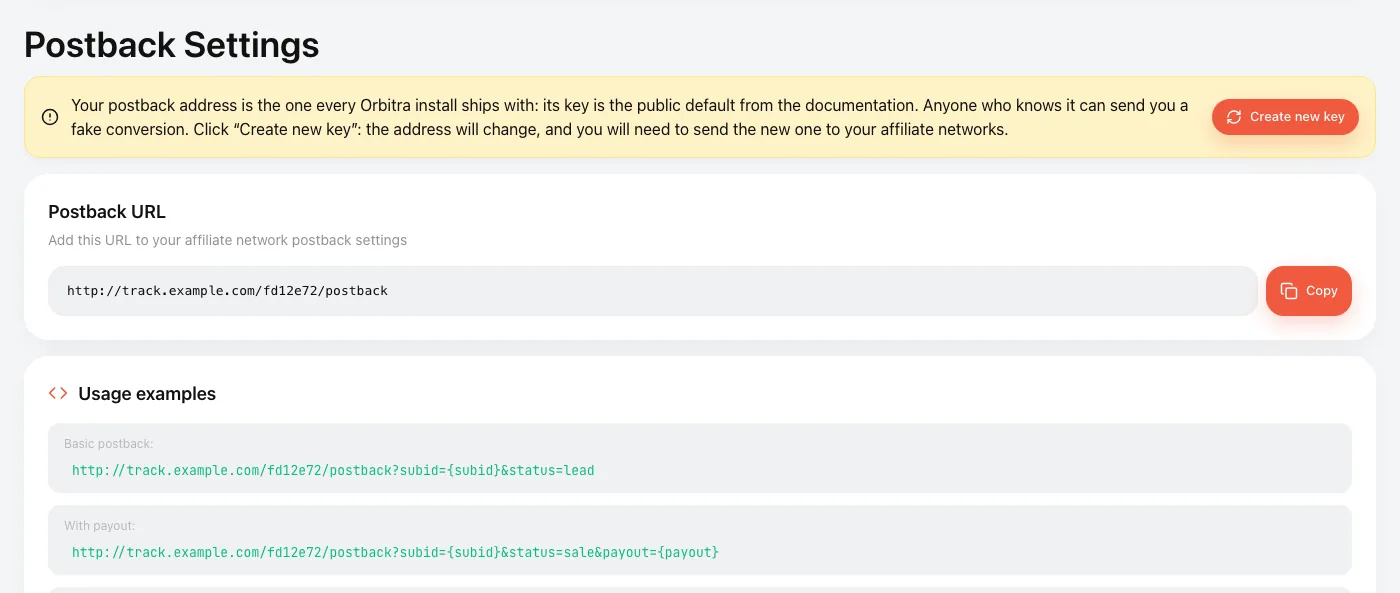 Postback Settings
Your postback address is the one every Orbitra install ships with: its key is the public default from the documentation. Anyone who knows it can send you a
fake conversion. Click “Create new key”: the address will change, and you will need to send the new one to your affiliate networks.
Create new key
Postback URL
Add this URL to your affiliate network postback settings
http://track.example.com/fd12e72/postback
Copy
Usage examples
Basic postback:
http://track.example.com/fd12e72/postback?subid={subid}&status=lead
With payout:
http://track.example.com/fd12e72/postback?subid={subid}&status=sale&payout={payout}